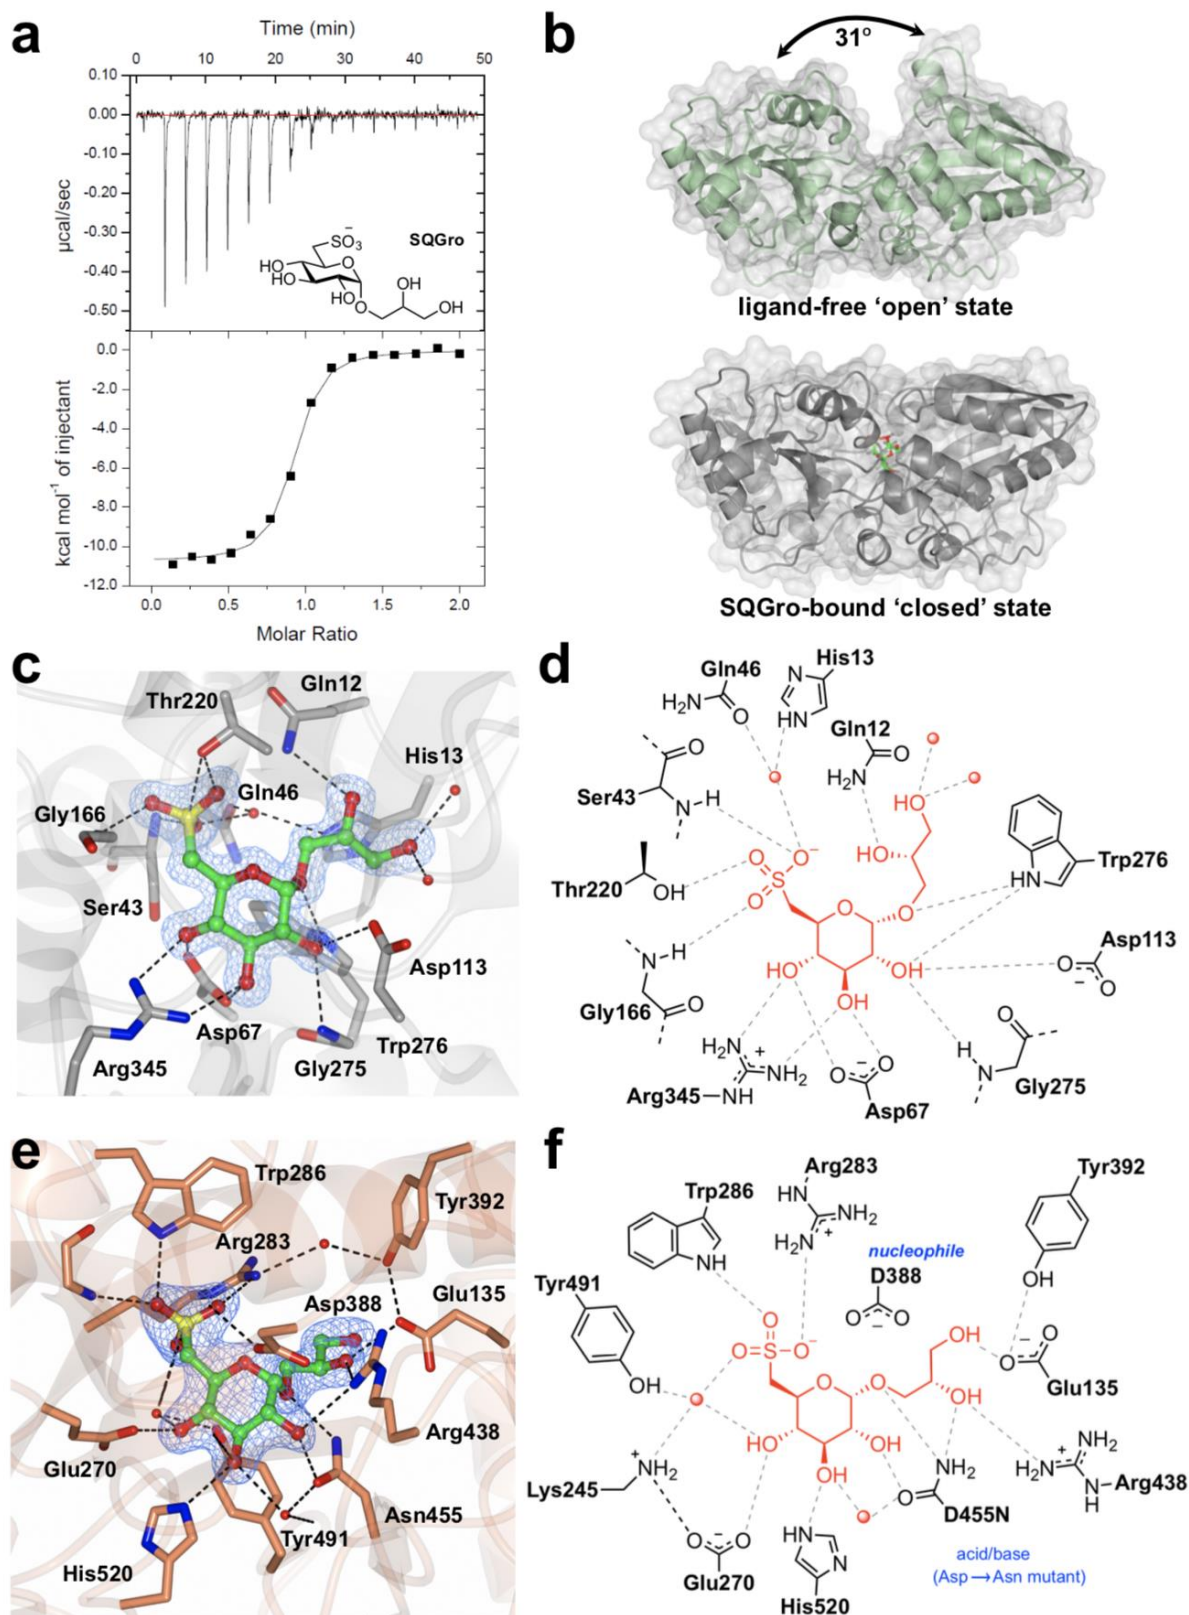 a
Time (min)
0 10 20 30 40 50
0.10
0.00
-0.10
-0.20
-0.30
-0.40
-0.50
µcal/sec
SQGro
SO3
−
HO
HO
HO
O
O
OH
OH
0.0
-2.0
-4.0
-6.0
-8.0
-10.0
-12.0
kcal mol-1 of injectant
0.0 0.5 1.0 1.5 2.0
Molar Ratio
b
31°
ligand-free ‘open’ state
SQGro-bound ‘closed’ state
c
Thr220
Gln12
His13
Gln46
Gly166
Ser43
Asp113
Asp67
Trp276
Arg345
Gly275
d
Gln46
His13
H2N
O
N
HN
Gln12
O
H2N
Ser43
O
N-H
HO
HO
Trp276
HN
Thr220
OH
O
O−
S
O
O
O
Asp113
O
−
O
N-H
HO
OH
OH
Gly166
O
H2N
+
NH2
Arg345
NH
O
−
O
Asp67
O
H
N
Gly275
e
Trp286
Tyr392
Arg283
Asp388
Glu135
Arg438
Glu270
Asn455
Tyr491
His520
f
Arg283
Tyr392
Trp286
HN
NH2
+
H2N
NH
nucleophile
D388
O
−
O
OH
Tyr491
OH
O
O
S
O−
OH
O
−
O
Glu135
O
O
OH
HO
OH
OH
+
NH2
Lys245
NH2
O
D455N
NH2
+
H2N
N
H
Arg438
O
−
O
Glu270
HN
N
His520
acid/base
(Asp→Asn mutant)